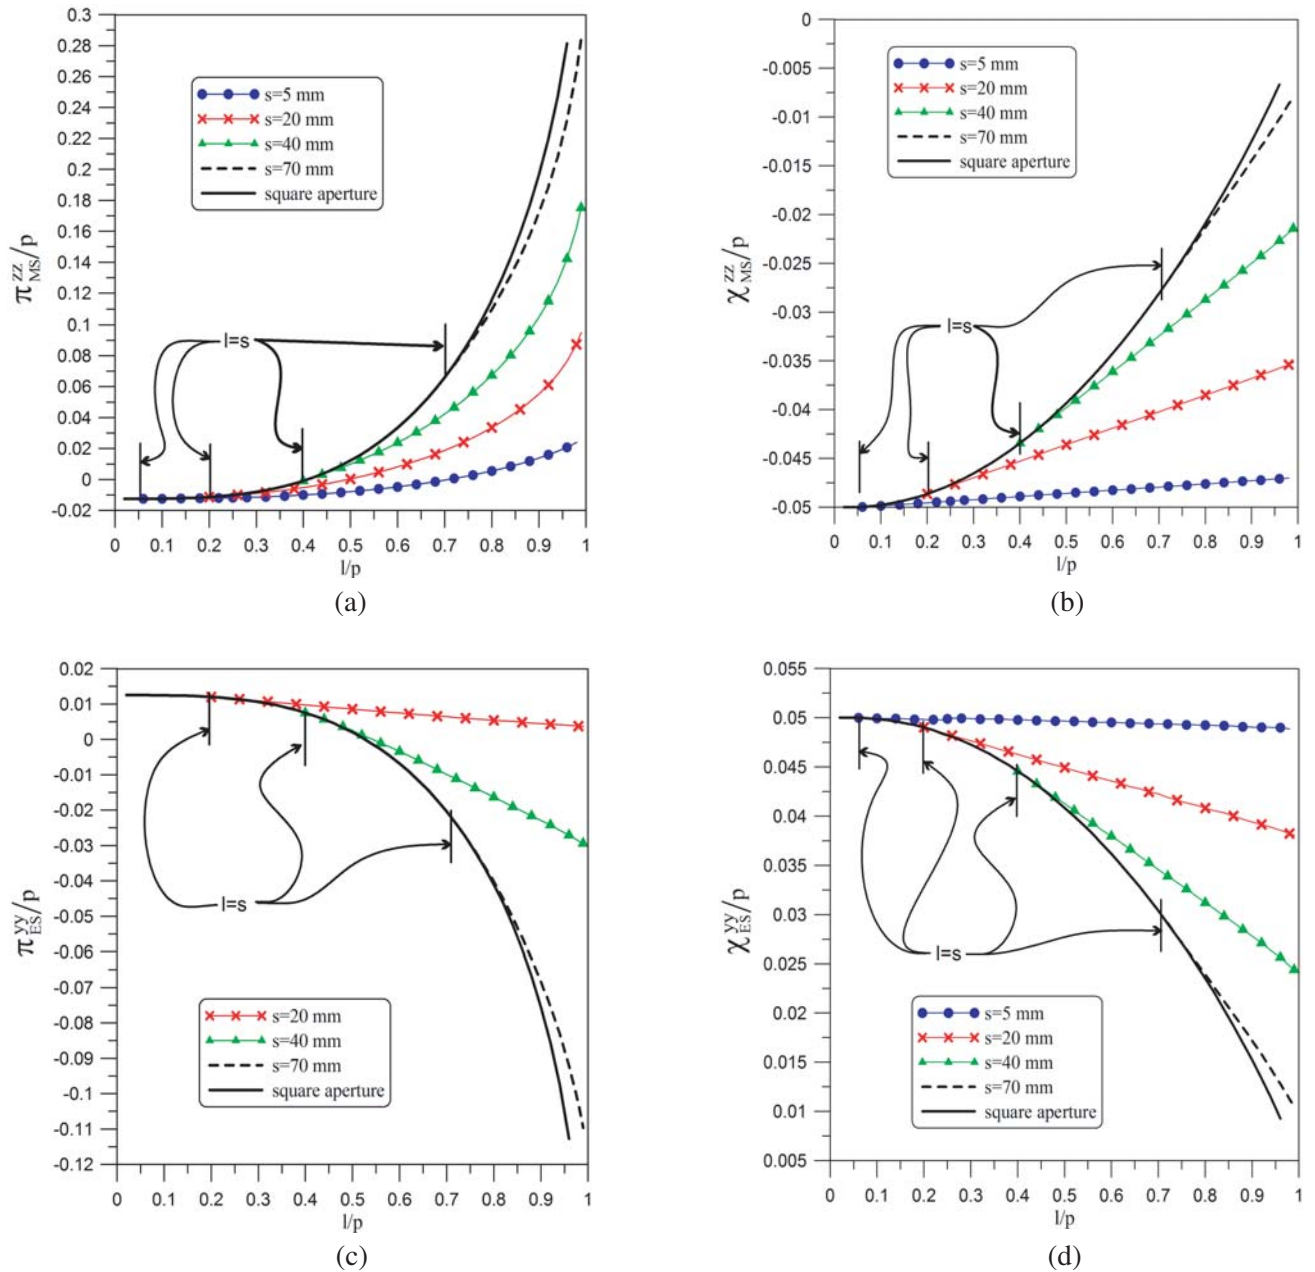 0.3
0.28
0.26
0.24
0.22
0.2
0.18
0.16
0.14
0.12
0.1
0.08
0.06
0.04
0.02
0
-0.02
π^{zz}_{MS}/p
s=5 mm
s=20 mm
s=40 mm
s=70 mm
square aperture
l=s
0 0.1 0.2 0.3 0.4 0.5 0.6 0.7 0.8 0.9 1
l/p
(a)
0
-0.005
-0.01
-0.015
-0.02
-0.025
-0.03
-0.035
-0.04
-0.045
-0.05
χ^{zz}_{MS}/p
s=5 mm
s=20 mm
s=40 mm
s=70 mm
square aperture
l=s
0 0.1 0.2 0.3 0.4 0.5 0.6 0.7 0.8 0.9 1
l/p
(b)
0.02
0.01
0
-0.01
-0.02
-0.03
-0.04
-0.05
-0.06
-0.07
-0.08
-0.09
-0.1
-0.11
-0.12
π^{yy}_{ES}/p
l=s
s=20 mm
s=40 mm
s=70 mm
square aperture
0 0.1 0.2 0.3 0.4 0.5 0.6 0.7 0.8 0.9 1
l/p
(c)
0.055
0.05
0.045
0.04
0.035
0.03
0.025
0.02
0.015
0.01
0.005
χ^{yy}_{ES}/p
l=s
s=5 mm
s=20 mm
s=40 mm
s=70 mm
square aperture
0 0.1 0.2 0.3 0.4 0.5 0.6 0.7 0.8 0.9 1
l/p
(d)